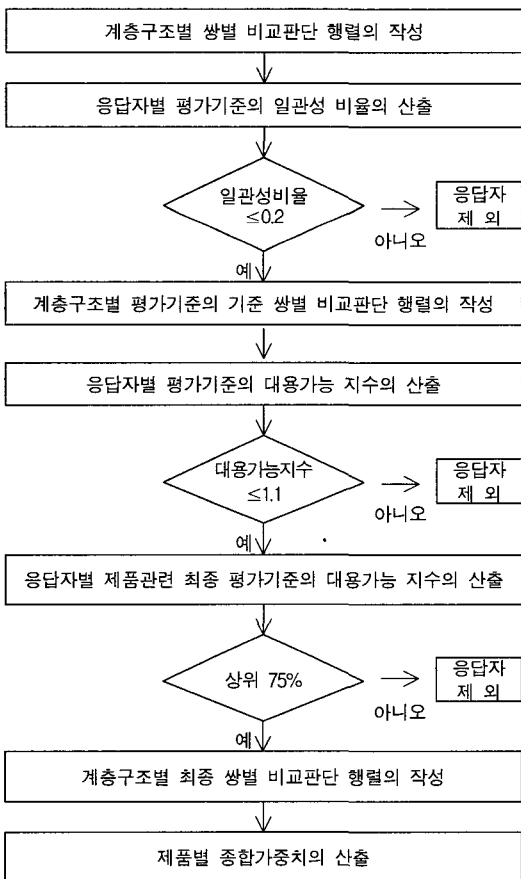 계층구조별 쌍별 비교판단 행렬의 작성
응답자별 평가기준의 일관성 비율의 산출
일관성비율
≤0.2
응답자
제 외
아니오
예
계층구조별 평가기준의 기준 쌍별 비교판단 행렬의 작성
응답자별 평가기준의 대용가능 지수의 산출
대용가능지수
≤1.1
응답자
제 외
아니오
예
응답자별 제품관련 최종 평가기준의 대용가능 지수의 산출
상위 75%
응답자
제 외
아니오
예
계층구조별 최종 쌍별 비교판단 행렬의 작성
제품별 종합가중치의 산출